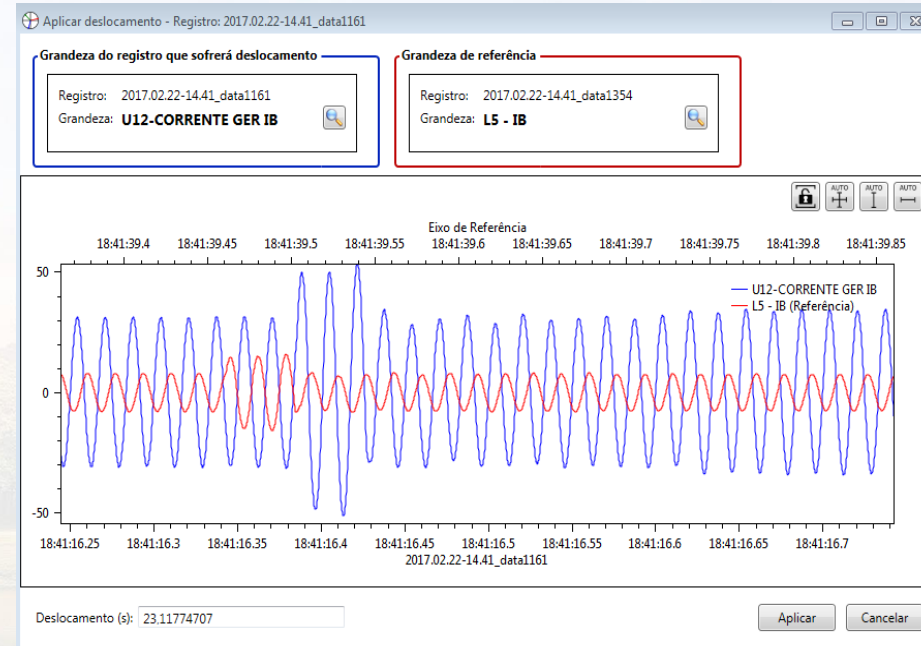 Aplicar deslocamento - Registro: 2017.02.22-14.41_data1161
Grandeza do registro que sofrerá deslocamento
Registro: 2017.02.22-14.41_data1161
Grandeza: U12-CORRENTE GER IB
Grandeza de referência
Registro: 2017.02.22-14.41_data1354
Grandeza: L5 - IB
AUTO AUTO AUTO
Eixo de Referência
18:41:39.4 18:41:39.45 18:41:39.5 18:41:39.55 18:41:39.6 18:41:39.65 18:41:39.7 18:41:39.75 18:41:39.8 18:41:39.85
50
U12-CORRENTE GER IB
L5 - IB (Referência)
0
-50
18:41:16.25 18:41:16.3 18:41:16.35 18:41:16.4 18:41:16.45 18:41:16.5 18:41:16.55 18:41:16.6 18:41:16.65 18:41:16.7
2017.02.22-14.41_data1161
Deslocamento (s): 23,11774707
Aplicar Cancelar